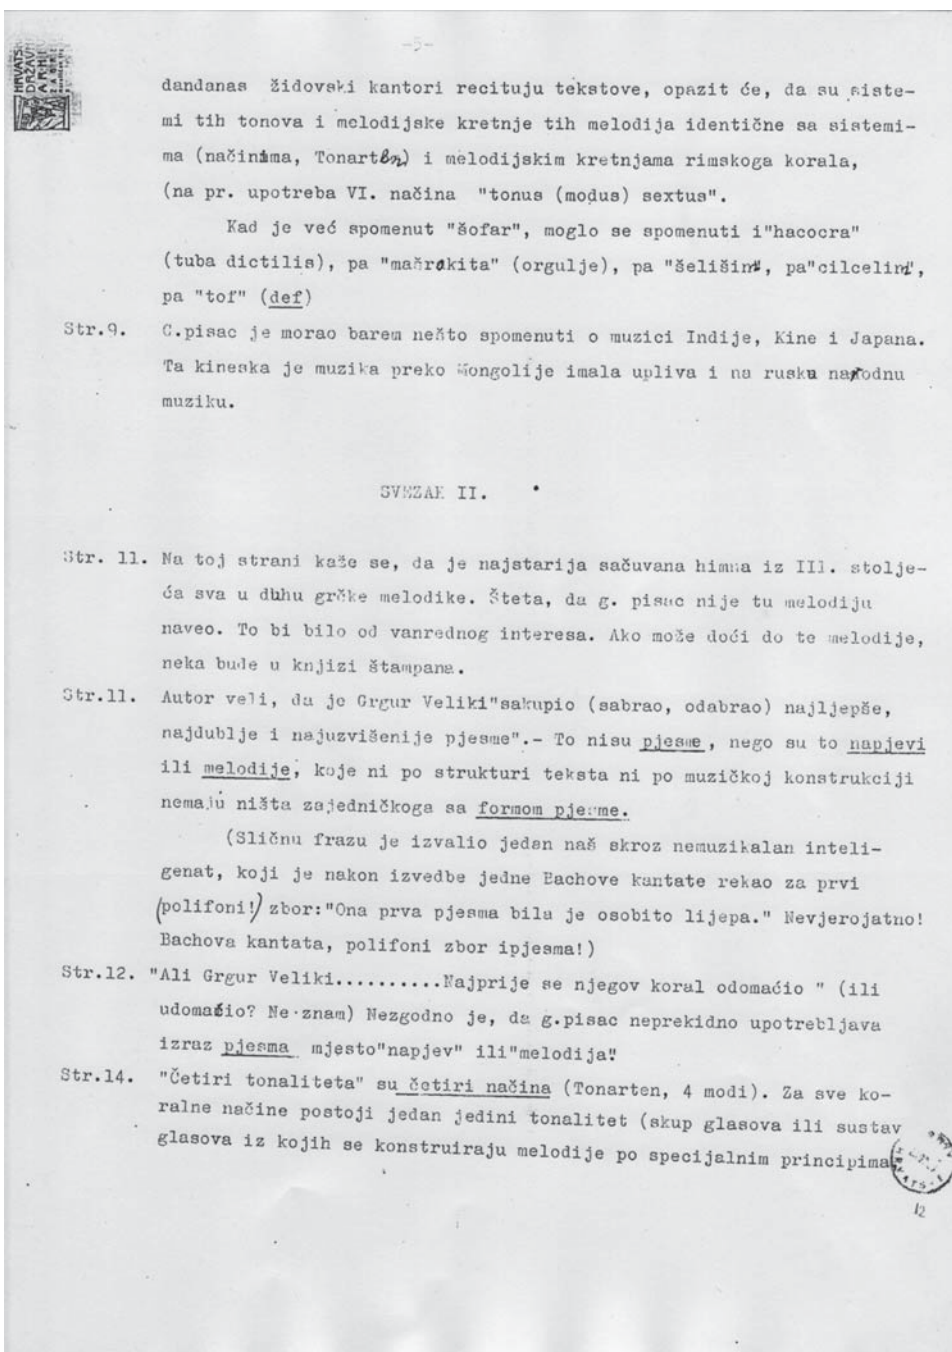 -5-
HRVATSKI
DRŽAVNI
ARHIV
dandanas židovski kantori recituju tekstove, opazit će, da su siste-
mi tih tonova i melodijske kretnje tih melodija identične sa sistemi-
ma (načinima, Tonarten) i melodijskim kretnjama rimskoga korala,
(na pr. upotreba VI. načina "tonus (modus) sextus".
Kad je već spomenut "šofar", moglo se spomenuti i"hacocra"
(tuba dictilis), pa "mašrakita" (orgulje), pa "šelišim", pa"cilcelim",
pa "tof" (def)
Str.9. G.pisac je morao barem nešto spomenuti o muzici Indije, Kine i Japana.
Ta kineska je muzika preko Mongolije imala upliva i na rusku narodnu
muziku.
SVEZAK II.
Str. 11. Na toj strani kaše se, da je najstarija sačuvana himna iz III. stolje-
ća sva u duhu grčke melodike. Šteta, da g. pisac nije tu melodiju
naveo. To bi bilo od vanrednog interesa. Ako može doći do te melodije,
neka bude u knjizi štampana.
Str.11. Autor veli, da je Grgur Veliki"sakupio (sabrao, odabrao) najljepše,
najdublje i najuzvišenije pjesme".- To nisu pjesme, nego su to napjevi
ili melodije, koje ni po strukturi teksta ni po muzičkoj konstrukciji
nemaju ništa zajedničkoga sa formom pjesme.
(Sličnu frazu je izvalio jedan naš skroz nemuzikalan inteli-
genat, koji je nakon izvedbe jedne Bachove kantate rekao za prvi
(polifoni!) zbor:"Ona prva pjesma bila je osobito lijepa." Nevjerojatno!
Bachova kantata, polifoni zbor ipjesma!)
Str.12. "Ali Grgur Veliki..........Najprije se njegov koral odomaćio " (ili
udomaćio? Ne znam) Nezgodno je, da g.pisac neprekidno upotrebljava
izraz pjesma mjesto"napjev" ili"melodija".
Str.14. "Četiri tonaliteta" su četiri načina (Tonarten, 4 modi). Za sve ko-
ralne načine postoji jedan jedini tonalitet (skup glasova ili sustav
glasova iz kojih se konstruiraju melodije po specijalnim principima
12